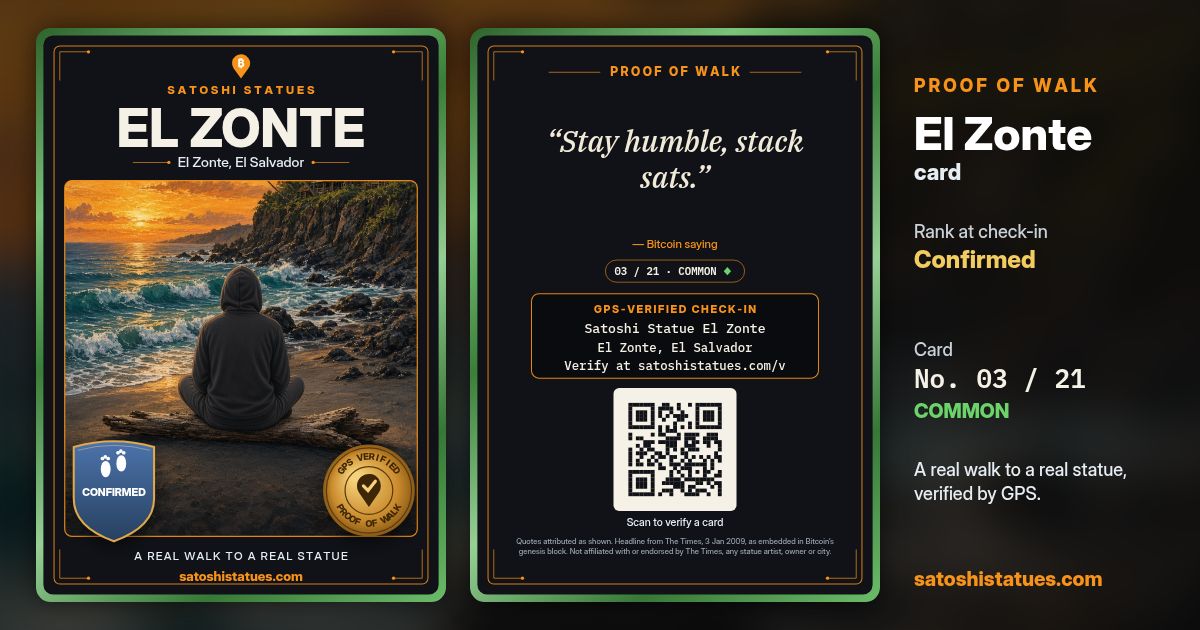 SATOSHI STATUES
EL ZONTE
El Zonte, El Salvador
CONFIRMED
GPS VERIFIED
PROOF OF WALK
A REAL WALK TO A REAL STATUE
satoshistatues.com
PROOF OF WALK
“Stay humble, stack
sats.”
— Bitcoin saying
03 / 21 · COMMON
GPS-VERIFIED CHECK-IN
Satoshi Statue El Zonte
El Zonte, El Salvador
Verify at satoshistatues.com/v
Scan to verify a card
Quotes attributed as shown. Headline from The Times, 3 Jan 2009, as embedded in Bitcoin's
genesis block. Not affiliated with or endorsed by The Times, any statue artist, owner or city.
PROOF OF WALK
El Zonte
card
Rank at check-in
Confirmed
Card
No. 03 / 21
COMMON
A real walk to a real statue,
verified by GPS.
satoshistatues.com